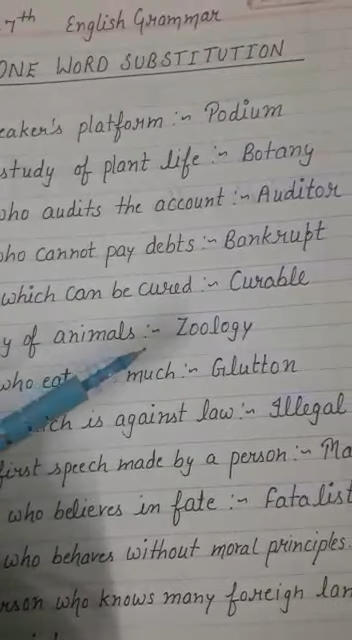 7th English Grammar
ONE WORD SUBSTITUTION
eaker's platform :~ Podium
study of plant life :~ Botany
who audits the account :~ Auditor
who cannot pay debts :~ Bankrupt
which can be cured :~ Curable
y of animals :~ Zoology
who eat much :~ Glutton
ich is against law :~ Illegal
first speech made by a person :~ Ma
who believes in fate :~ Fatalist
who behaves without moral principles.
rson who knows many foreign lan